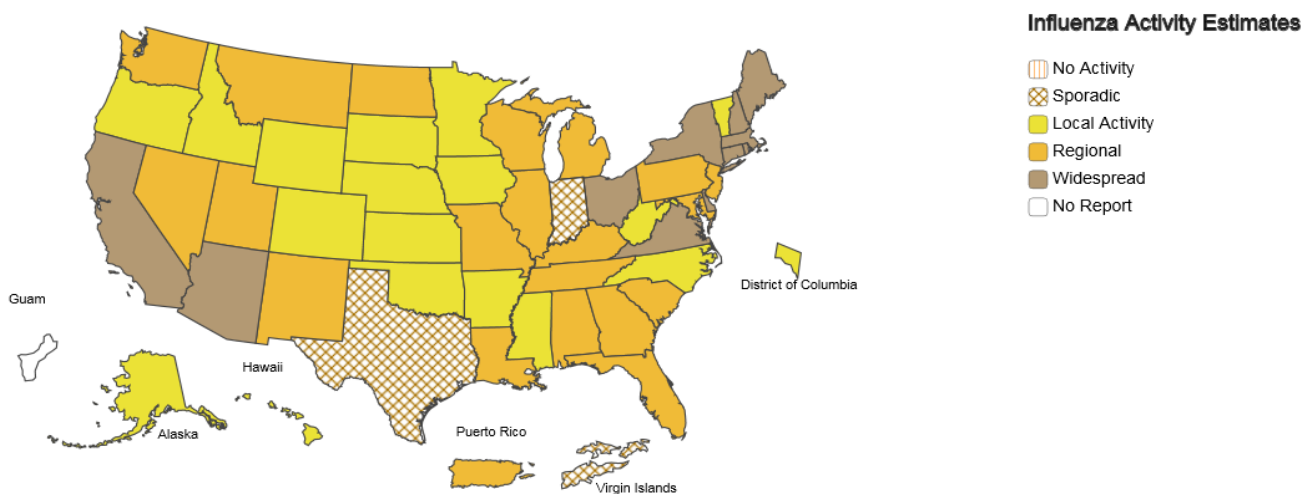 Influenza Activity Estimates
No Activity
Sporadic
Local Activity
Regional
Widespread
No Report
District of Columbia
Guam
Hawaii
Alaska
Puerto Rico
Virgin Islands